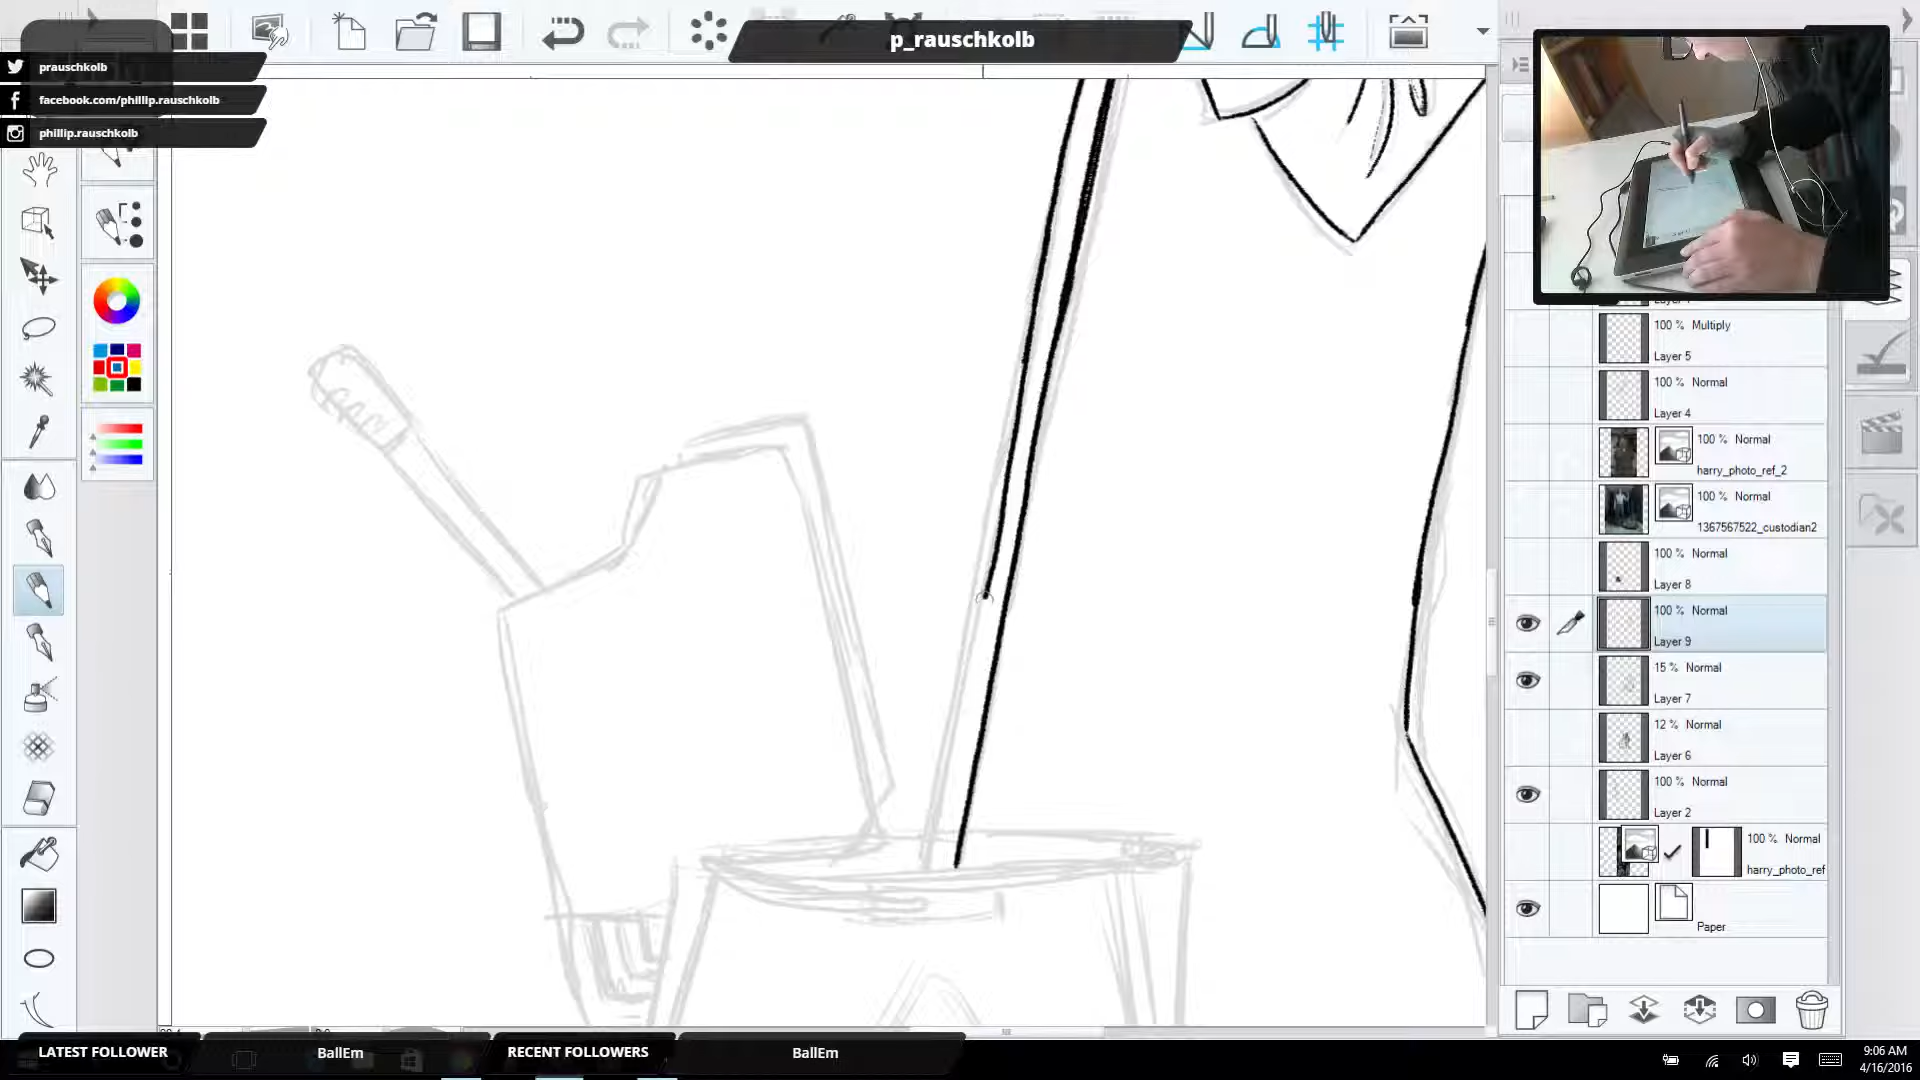 p_rauschkolb
prauschkolb
facebook.com/phillip.rauschkolb
phillip.rauschkolb
100 % Multiply
Layer 5
100 % Normal
Layer 4
100 % Normal
harry_photo_ref_2
100 % Normal
1367567522_custodian2
100 % Normal
Layer 8
100 % Normal
Layer 9
15 % Normal
Layer 7
12 % Normal
Layer 6
100 % Normal
Layer 2
100 % Normal
harry_photo_ref
Paper
LATEST FOLLOWER
BallEm
RECENT FOLLOWERS
BallEm
9:06 AM
4/16/2016